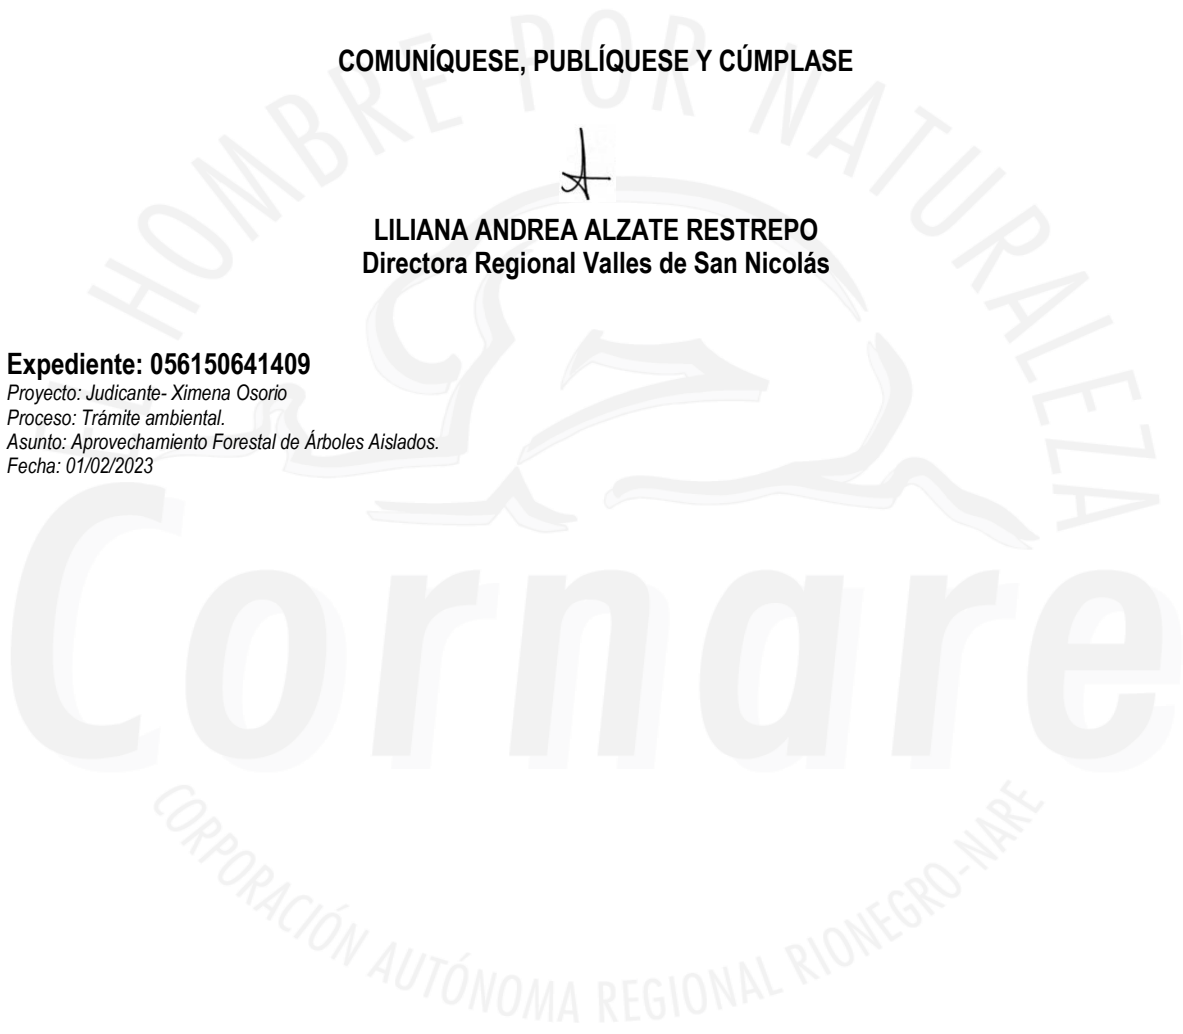 COMUNÍQUESE, PUBLÍQUESE Y CÚMPLASE
LILIANA ANDREA ALZATE RESTREPO
Directora Regional Valles de San Nicolás
Expediente: 056150641409
Proyecto: Judicante- Ximena Osorio
Proceso: Trámite ambiental.
Asunto: Aprovechamiento Forestal de Árboles Aislados.
Fecha: 01/02/2023
HOMBRE POR NATURALEZA
Cornare
CORPORACIÓN AUTÓNOMA REGIONAL RIONEGRO-NARE